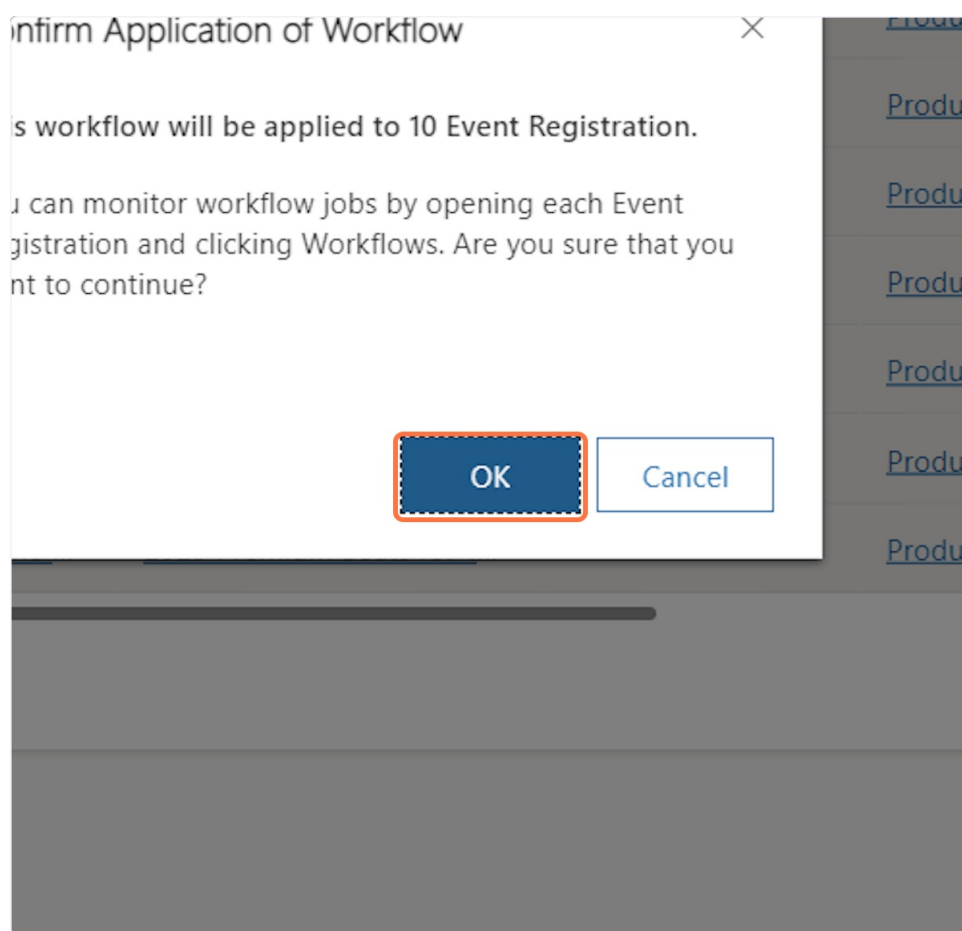 nfirm Application of Workflow
is workflow will be applied to 10 Event Registration.
u can monitor workflow jobs by opening each Event
gistration and clicking Workflows. Are you sure that you
nt to continue?
OK
Cancel
Produ
Produ
Produ
Produ
Produ
Produ